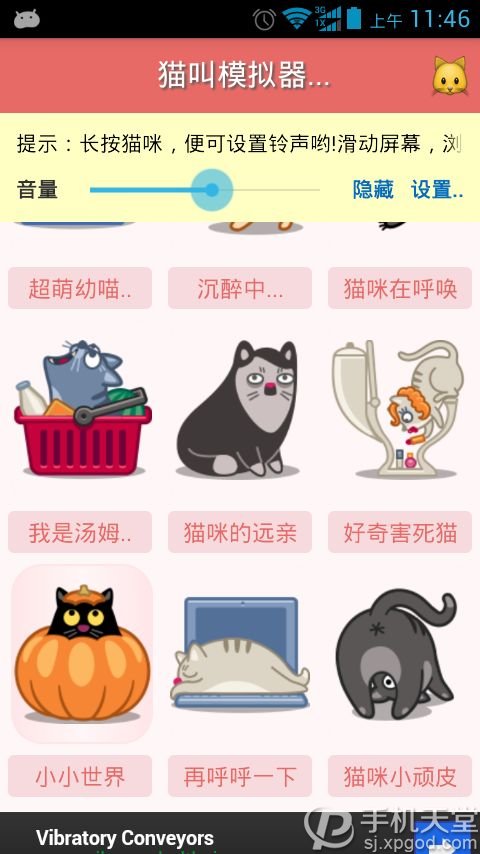 3G
1X
上午 11:46
猫叫模拟器...
提示：长按猫咪，便可设置铃声哟!滑动屏幕，浏
音量
隐藏 设置..
超萌幼喵..
沉醉中...
猫咪在呼唤
我是汤姆..
猫咪的远亲
好奇害死猫
小小世界
再呼呼一下
猫咪小顽皮
Vibratory Conveyors
手机天堂
sj.xpgod.com